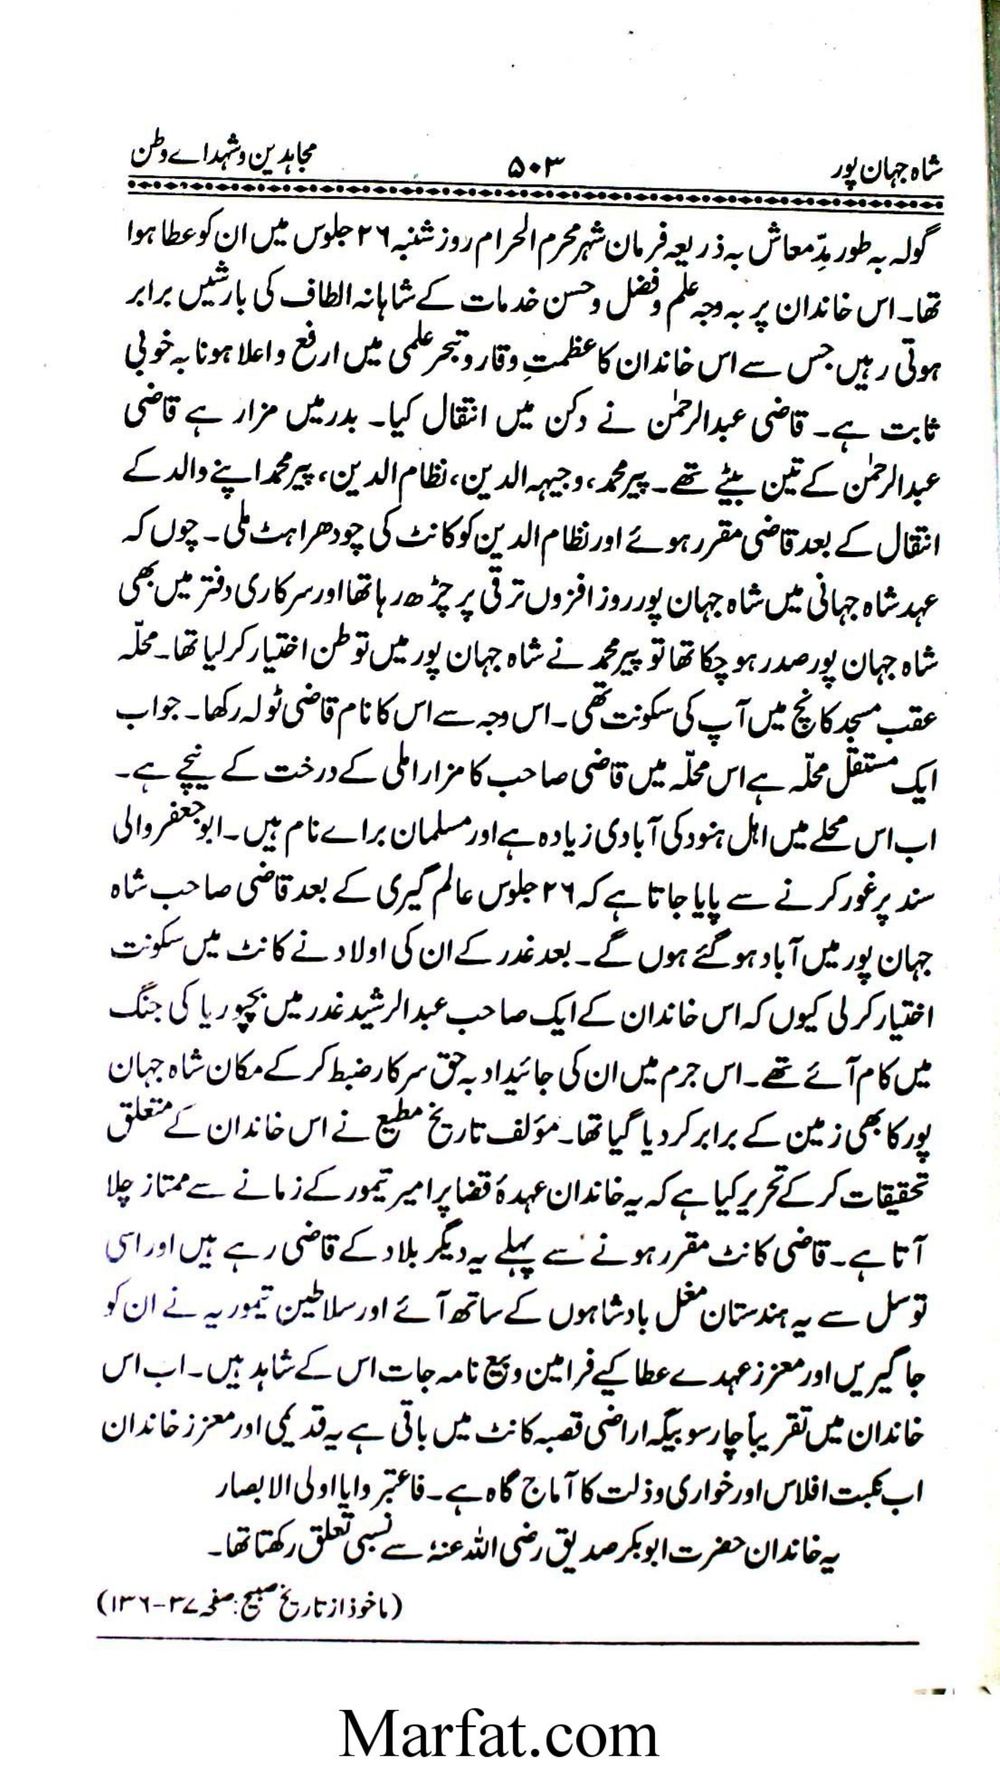 شاہ جہان پور ۵۰۳ مجاہدین و شہداے وطن
گولہ بہ طور مدِّ معاش بہ ذریعہ فرمان شہر محرم الحرام روز شنبہ ۲۶ جلوس میں ان کو عطا ہوا
تھا۔ اس خاندان پر بہ وجہ علم و فضل و حسن خدمات کے شاہانہ الطاف کی بارشیں برابر
ہوتی رہیں جس سے اس خاندان کا عظمتِ وقار و تبحر علمی میں ارفع و اعلا ہونا بہ خوبی
ثابت ہے۔ قاضی عبدالرحمٰن نے دکن میں انتقال کیا۔ بدر میں مزار ہے قاضی
عبدالرحمٰن کے تین بیٹے تھے۔ پیر محمد، وجیہہ الدین، نظام الدین، پیر محمد اپنے والد کے
انتقال کے بعد قاضی مقرر ہوئے اور نظام الدین کو کانٹ کی چودھراہٹ ملی۔ چوں کہ
عہد شاہ جہانی میں شاہ جہان پور روز افزوں ترقی پر چڑھ رہا تھا اور سرکاری دفتر میں بھی
شاہ جہان پور صدر ہو چکا تھا تو پیر محمد نے شاہ جہان پور میں توطن اختیار کر لیا تھا۔ محلّہ
عقب مسجد کانچ میں آپ کی سکونت تھی۔ اس وجہ سے اس کا نام قاضی ٹولہ رکھا۔ جو اب
ایک مستقل محلّہ ہے اس محلّہ میں قاضی صاحب کا مزار املی کے درخت کے نیچے ہے۔
اب اس محلے میں اہل ہنود کی آبادی زیادہ ہے اور مسلمان براے نام ہیں۔ ابو جعفر والی
سند پر غور کرنے سے پایا جاتا ہے کہ ۲۶ جلوس عالم گیری کے بعد قاضی صاحب شاہ
جہان پور میں آباد ہو گئے ہوں گے۔ بعد غدر کے ان کی اولاد نے کانٹ میں سکونت
اختیار کر لی کیوں کہ اس خاندان کے ایک صاحب عبدالرشید غدر میں بچپوریا کی جنگ
میں کام آئے تھے۔ اس جرم میں ان کی جائیداد بہ حق سرکار ضبط کر کے مکان شاہ جہان
پور کا بھی زمین کے برابر کر دیا گیا تھا۔ مؤلف تاریخ مطیع نے اس خاندان کے متعلق
تحقیقات کر کے تحریر کیا ہے کہ یہ خاندان عہدۂ قضا پر امیر تیمور کے زمانے سے ممتاز چلا
آتا ہے۔ قاضی کانٹ مقرر ہونے سے پہلے یہ دیگر بلاد کے قاضی رہے ہیں اور اسی
توسل سے یہ ہندستان مغل بادشاہوں کے ساتھ آئے اور سلاطین تیموریہ نے ان کو
جاگیریں اور معزز عہدے عطا کیے فرامین و بیع نامہ جات اس کے شاہد ہیں۔ اب اس
خاندان میں تقریباً چار سو بیگہ اراضی قصبہ کانٹ میں باقی ہے یہ قدیمی اور معزز خاندان
اب نکبت افلاس اور خواری و ذلت کا آماج گاہ ہے۔ فاعتبروا یا اولی الابصار
یہ خاندان حضرت ابوبکر صدیق رضی اللہ عنہٗ سے نسبی تعلق رکھتا تھا۔
(ماخوذ از تاریخ صبیح: صفحہ ۳۷-۱۳۶)
Marfat.com